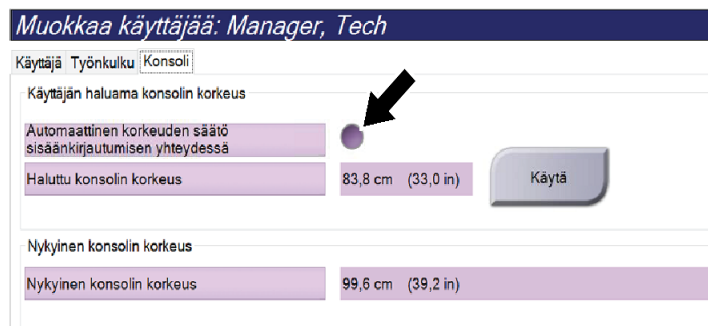 Muokkaa käyttäjää: Manager, Tech
Käyttäjä Työnkulku Konsoli
Käyttäjän haluama konsolin korkeus
Automaattinen korkeuden säätö
sisäänkirjautumisen yhteydessä
Haluttu konsolin korkeus 83,8 cm (33,0 in) Käytä
Nykyinen konsolin korkeus
Nykyinen konsolin korkeus 99,6 cm (39,2 in)